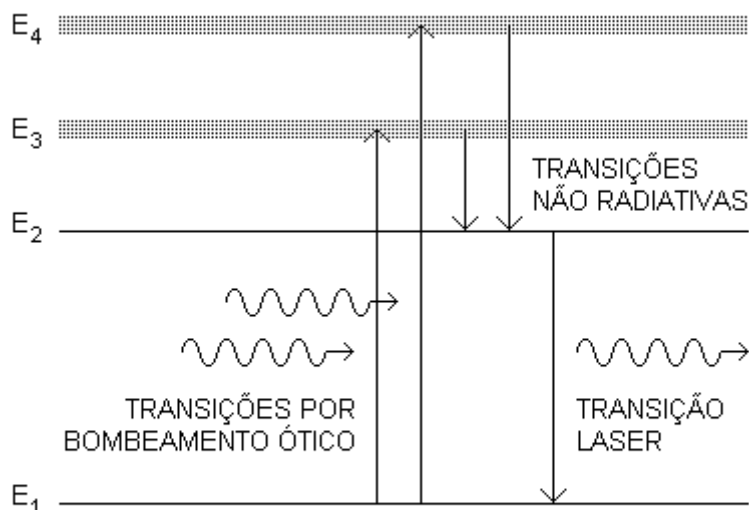 E4
E3
TRANSIÇÕES
NÃO RADIATIVAS
E2
TRANSIÇÕES POR
BOMBEAMENTO ÓTICO
TRANSIÇÃO
LASER
E1